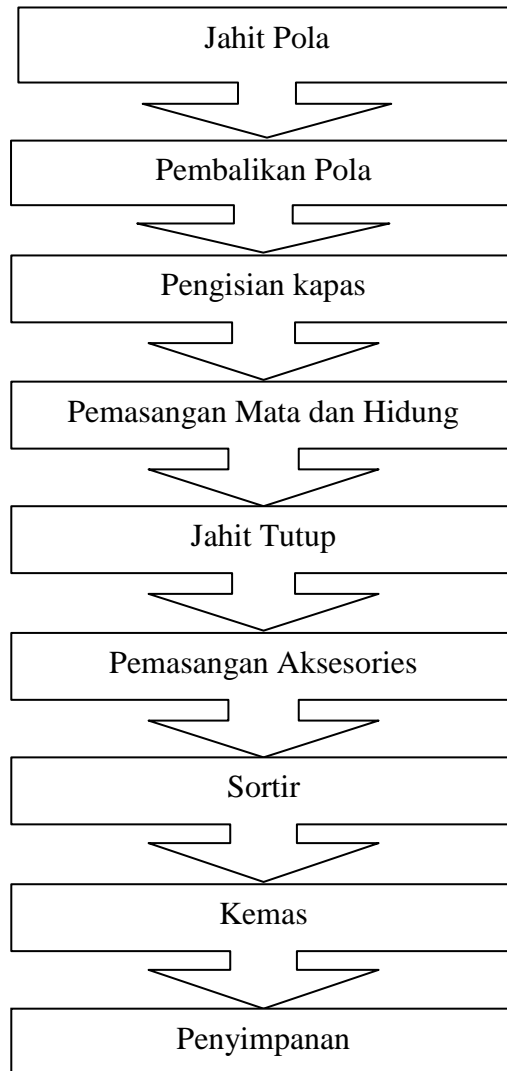 Jahit Pola
Pembalikan Pola
Pengisian kapas
Pemasangan Mata dan Hidung
Jahit Tutup
Pemasangan Aksesories
Sortir
Kemas
Penyimpanan